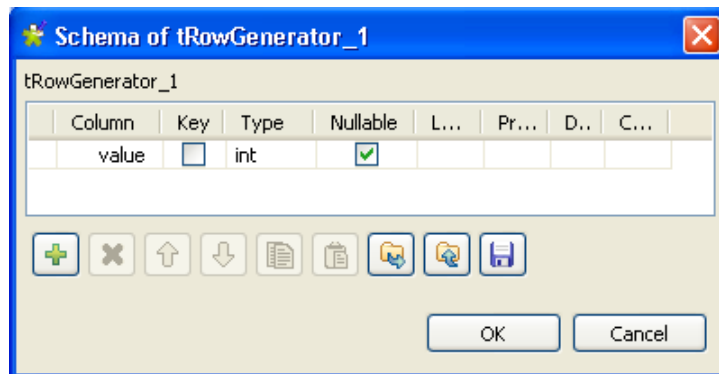 Schema of tRowGenerator_1
tRowGenerator_1
Column Key Type Nullable L... Pr... D.. C...
value int
OK Cancel